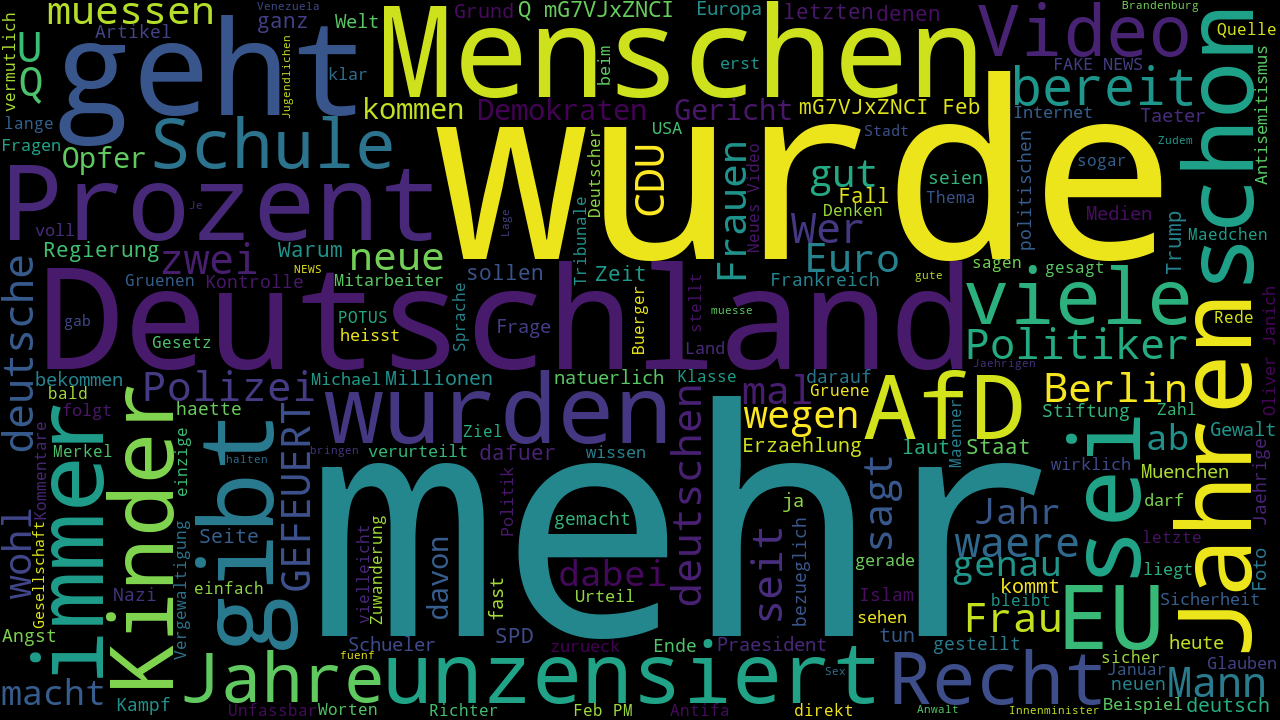 muessen
Artikel
Venezuela
ganz
Welt
Grund
Q mG7VJxZNCI
Europa
letzten
denen
Brandenburg
Quelle
vermutlich
U
Q
geht
Jugendlichen
klar
Menschen
beim
erst
Video
FAKE NEWS
bereit
schon
Antisemitismus
lange
Fragen
Opfer
Schule
kommen
Demokraten
Gericht
mG7VJxZNCI Feb
Internet
Taeter
USA
Stadt
Zudem
Prozent
Je
voll
wurde
Deutscher
CDU
Frauen
Neues Video
gut
Fall
Denken
seien
Thema
politischen
sogar
Medien
Maedchen
Regierung
zwei
Warum
neue
Lage
Tribunale
Wer
Euro
Trump
Gruenen
Kontrolle
NEWS
Mitarbeiter
sollen
Zeit
Frankreich
gute
sagen
gesagt
deutsche
Deutschland
gab
Gesetz
POTUS
heisst
Sprache
Frage
Buerger
stellt
muesse
Land
viele
Rede
Politiker
Oliver Janich
bekommen
bald
Polizei
Michael
Millionen
natuerlich
Klasse
mal
darauf
Gruene
Jaehrigen
Berlin
folgt
haette
wurden
Ziel
wegen
AfD
Stiftung
Zahl
Gewalt
Merkel
Kommentare
immer
Kinder
einzige
gibt
halten
GEFEUERT
bringen
verurteilt
dafuer
wissen
deutschen
Erzaehlung
laut
Maenner
Staat
wirklich
Muenchen
Jahren
Jaehrige
wohl
mehr
Politik
sagt
Jahr
sei
darf
Gesellschaft
Seite
Vergewaltigung
vielleicht
Zuwanderung
davon
gemacht
ja
seit
bezueglich
waere
letzte
Foto
Nazi
einfach
fast
dabei
Urteil
gerade
genau
liegt
Islam
kommt
bleibt
Sicherheit
Angst
Schueler
SPD
zurueck
Ende
Praesident
sehen
tun
Frau
gestellt
EU
heute
fuenf
Sex
sicher
Glauben
macht
Kampf
Jahre
unzensiert
Recht
Januar
neuen
Mann
Unfassbar
Worten
Richter
Feb PM
Antifa
direkt
Anwalt
Innenminister
Beispiel
deutsch
ab